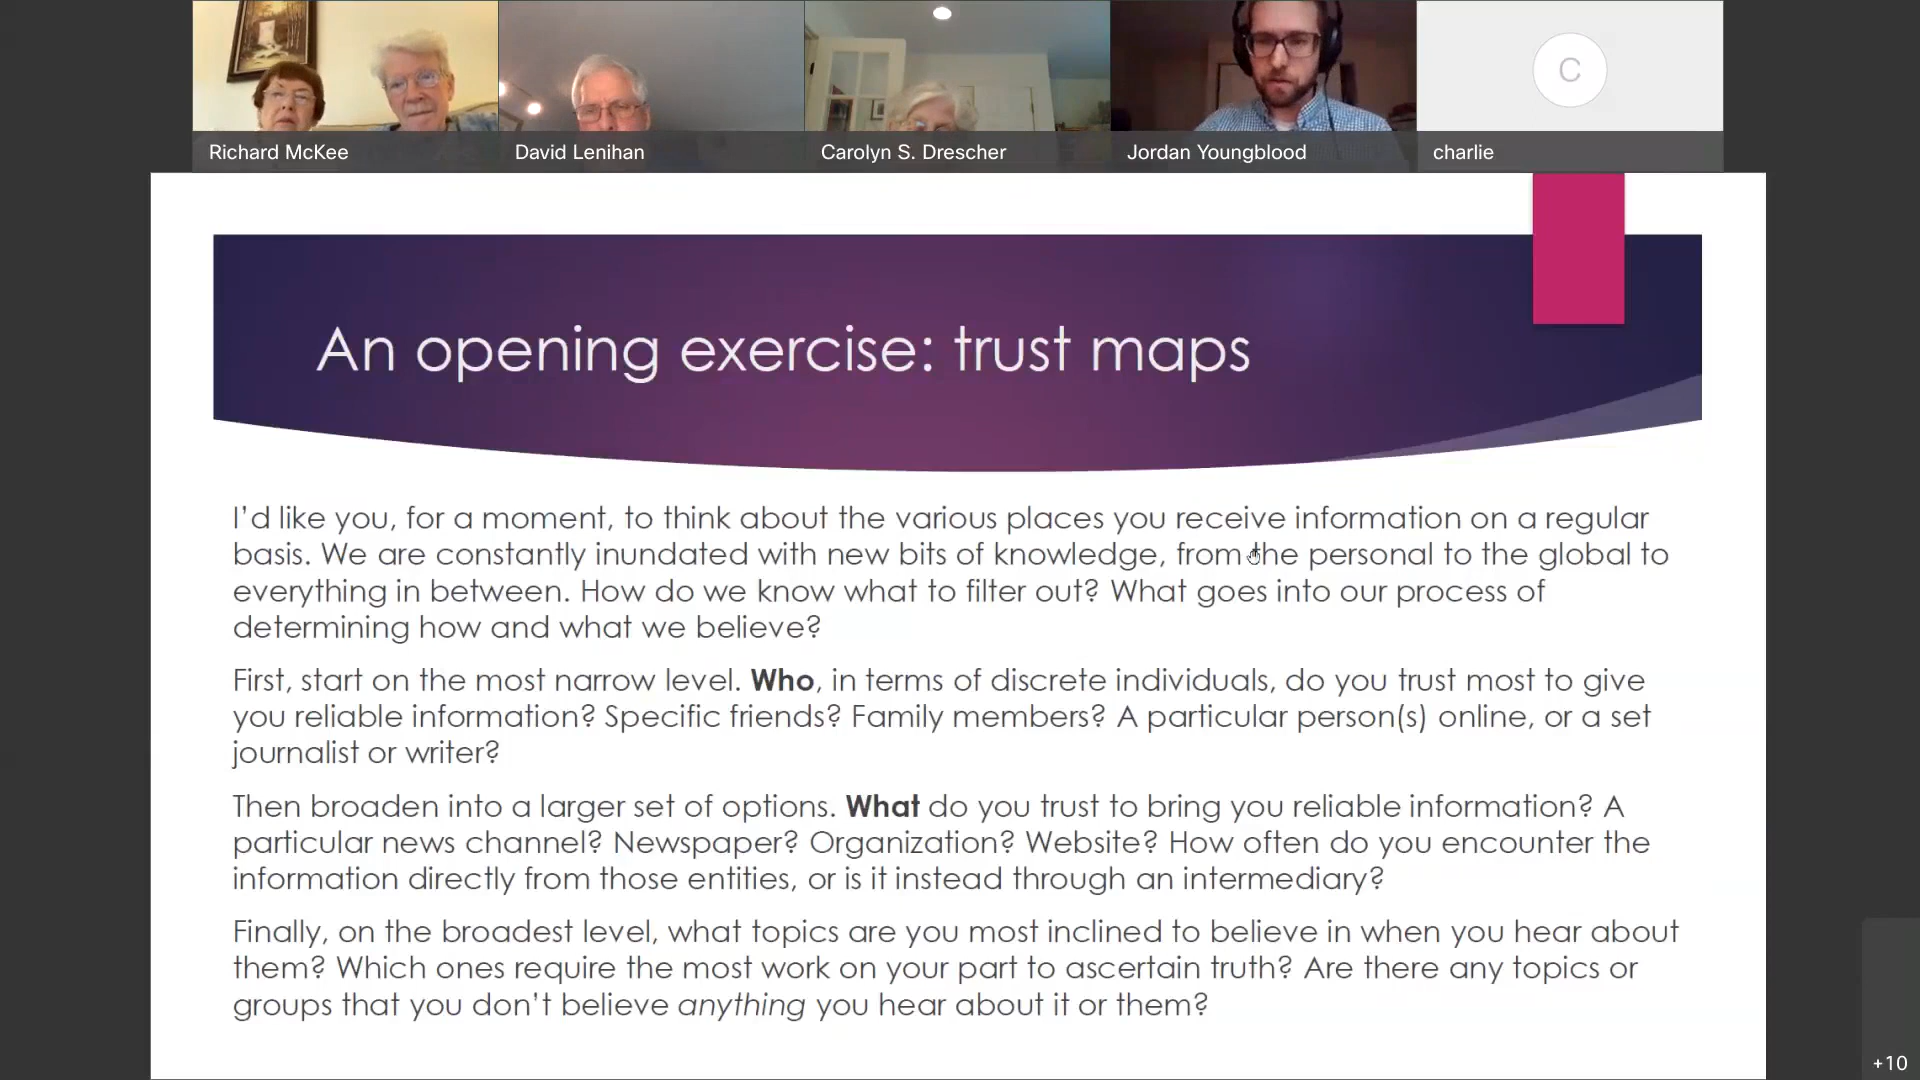 Richard McKee
David Lenihan
Carolyn S. Drescher
Jordan Youngblood
C
charlie
An opening exercise: trust maps
I’d like you, for a moment, to think about the various places you receive information on a regular
basis. We are constantly inundated with new bits of knowledge, from the personal to the global to
everything in between. How do we know what to filter out? What goes into our process of
determining how and what we believe?
First, start on the most narrow level. Who, in terms of discrete individuals, do you trust most to give
you reliable information? Specific friends? Family members? A particular person(s) online, or a set
journalist or writer?
Then broaden into a larger set of options. What do you trust to bring you reliable information? A
particular news channel? Newspaper? Organization? Website? How often do you encounter the
information directly from those entities, or is it instead through an intermediary?
Finally, on the broadest level, what topics are you most inclined to believe in when you hear about
them? Which ones require the most work on your part to ascertain truth? Are there any topics or
groups that you don’t believe anything you hear about it or them?
+10